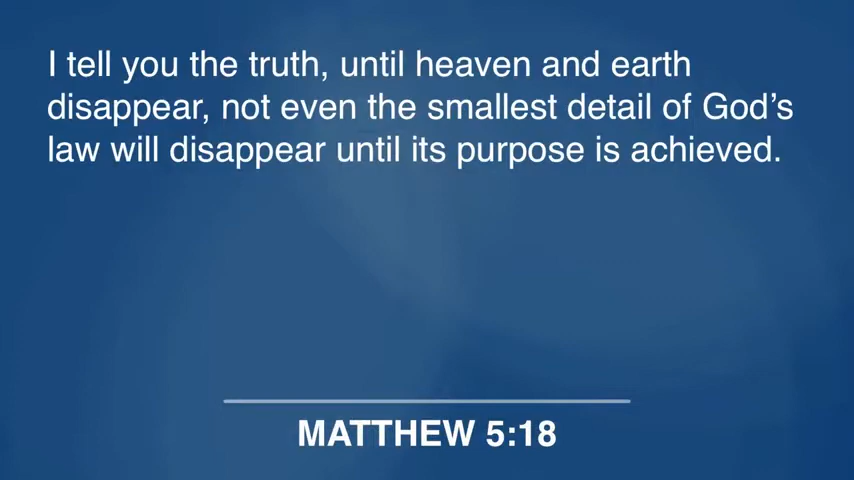 I tell you the truth, until heaven and earth
disappear, not even the smallest detail of God’s
law will disappear until its purpose is achieved.
MATTHEW 5:18